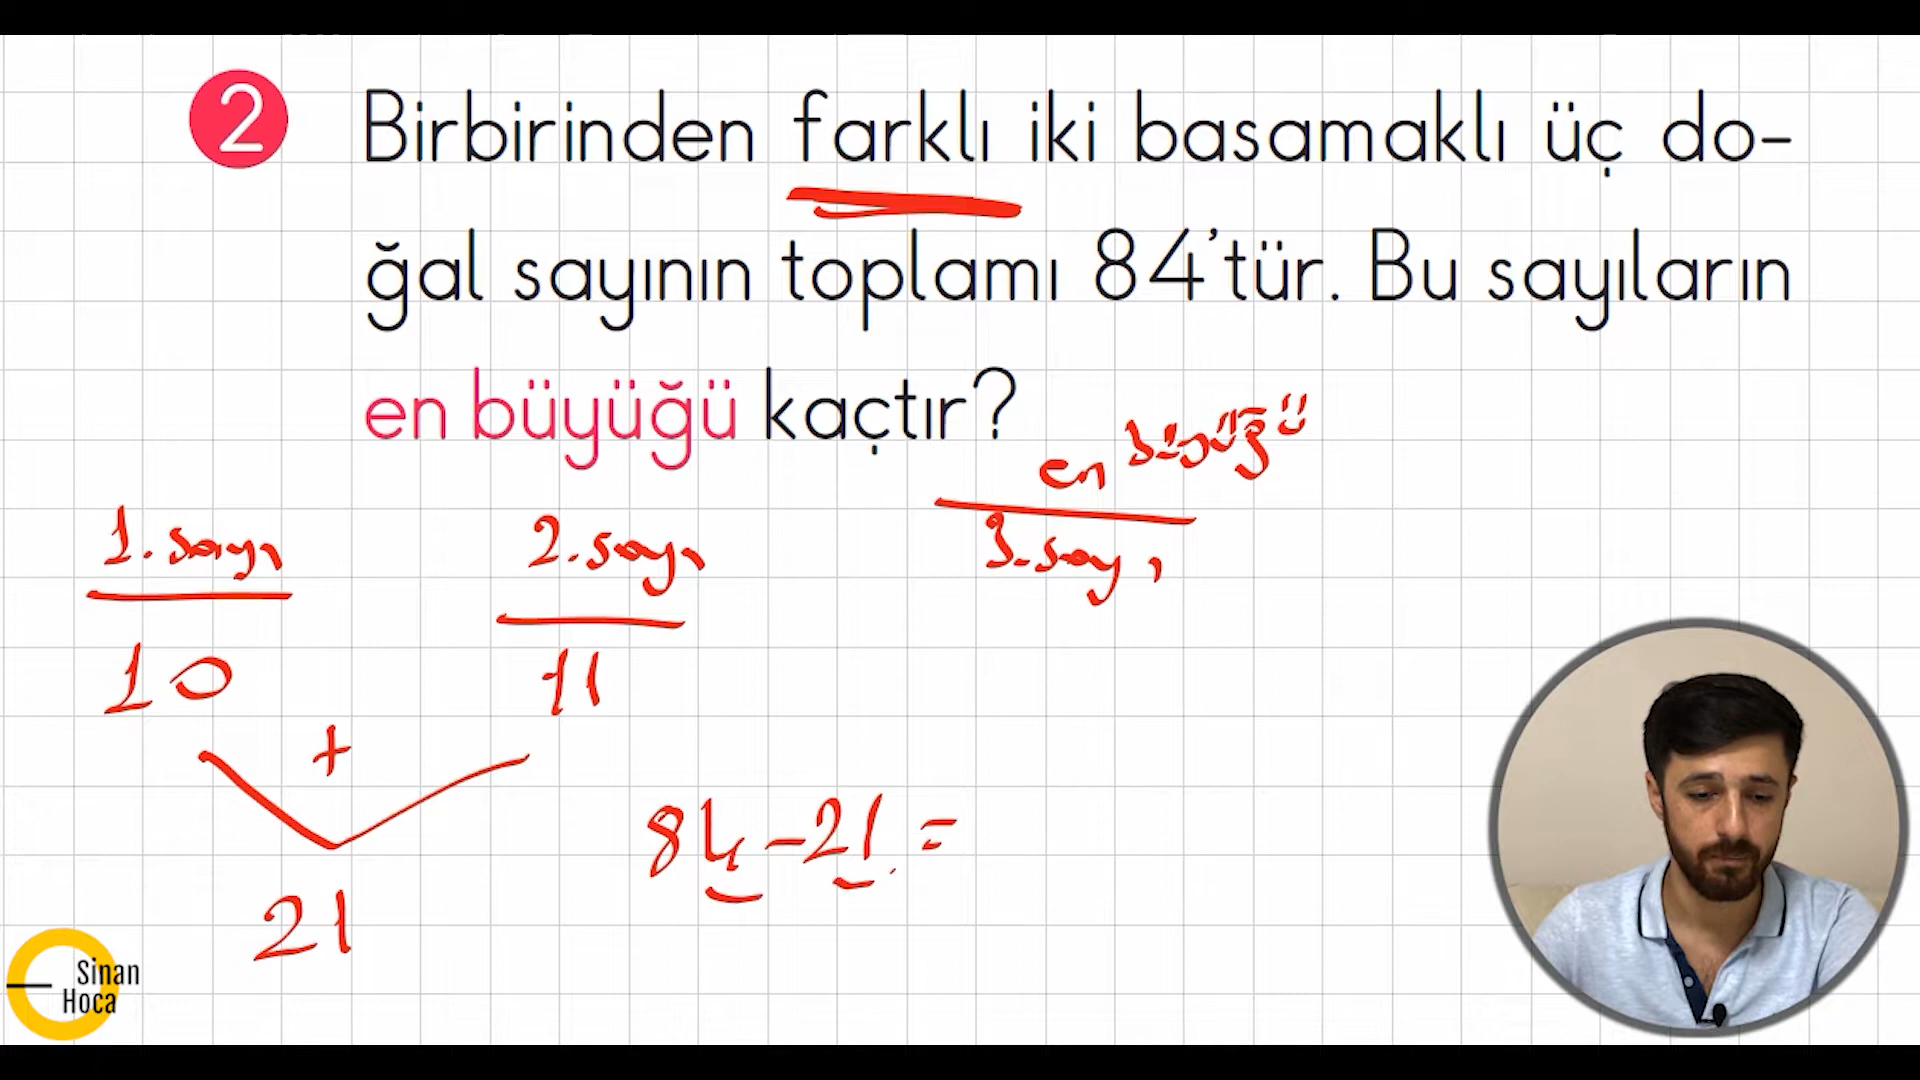 2 Birbirinden farklı iki basamaklı üç do-
ğal sayının toplamı 84'tür. Bu sayıların
en büyüğü kaçtır?
en büyüğü
1. sayı 2. sayı 3. sayı
10 11
+
84 - 21 =
21
Sinan
Hoca